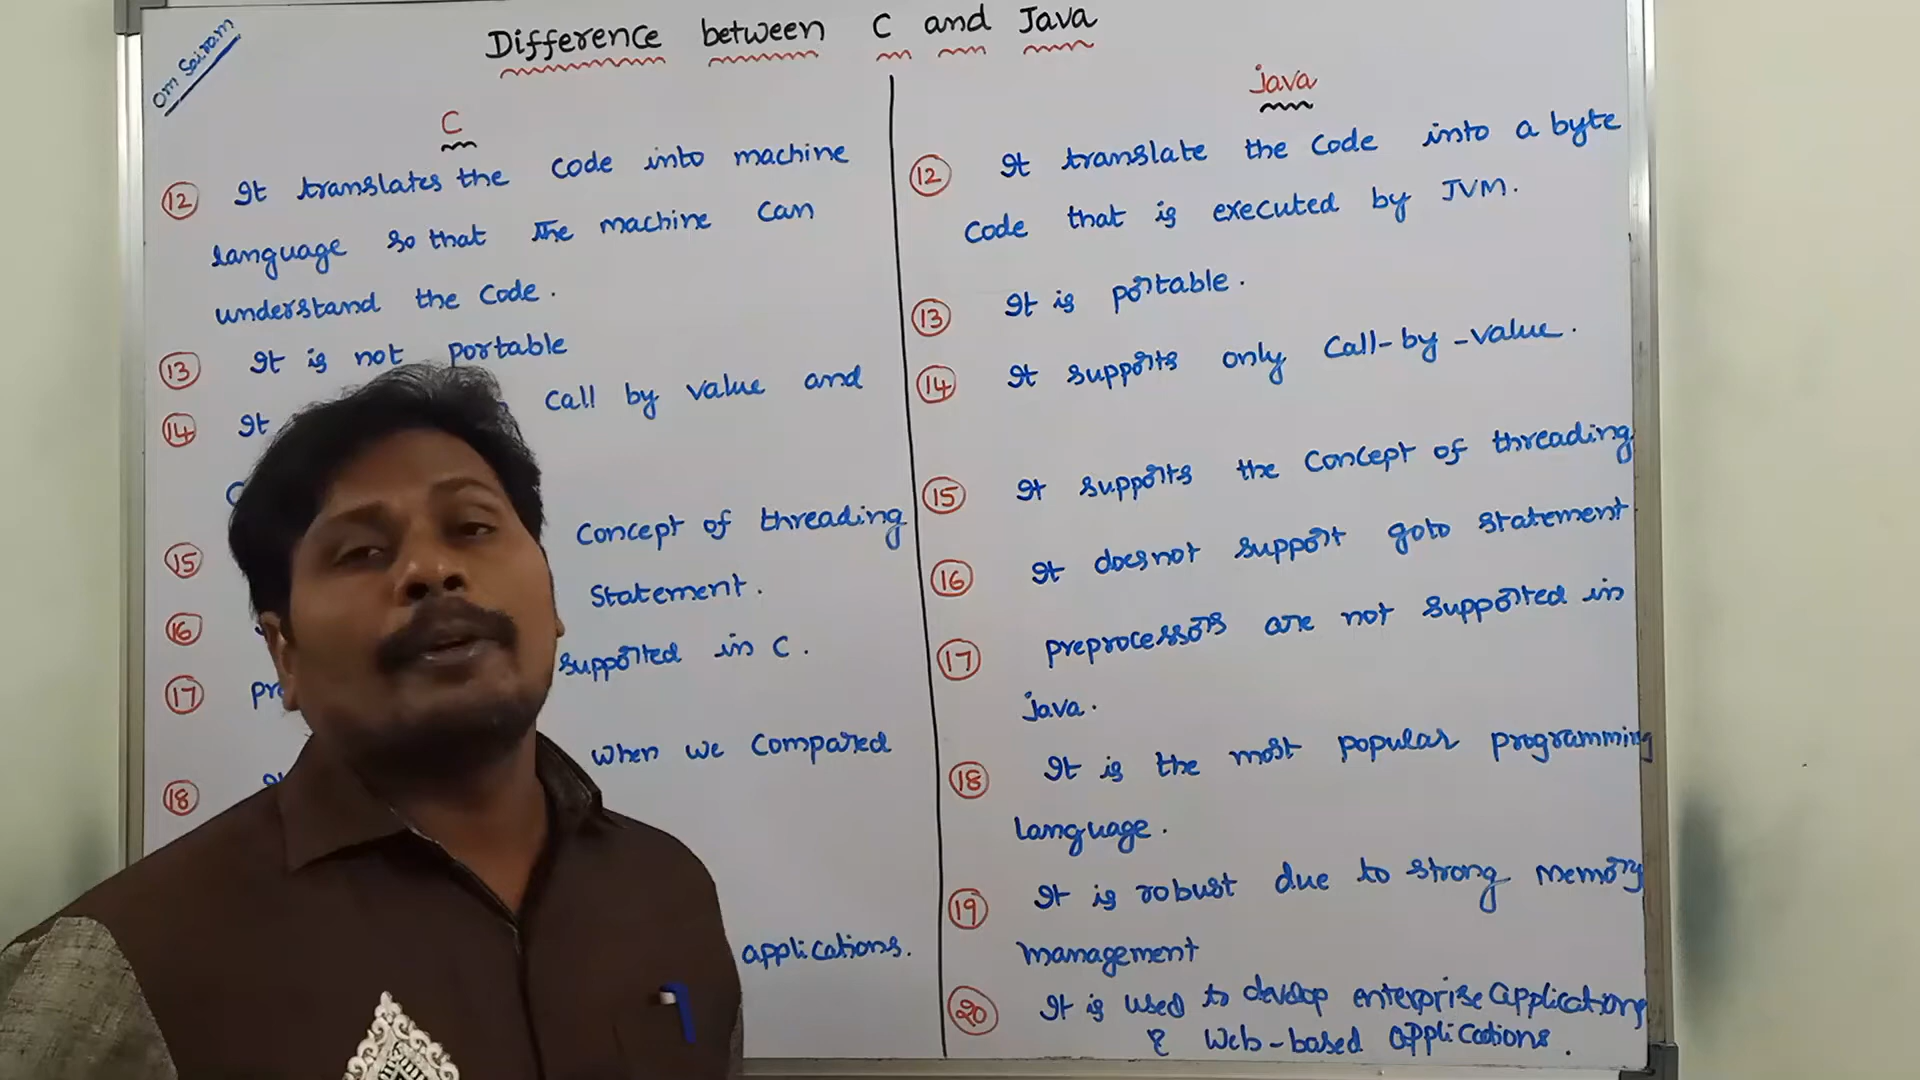 Om Sairam
Difference between C and Java
C
12 It translates the code into machine
language so that the machine can
understand the code.
13 It is not portable
14 It call by value and
15 concept of threading
16 statement.
17 supported in C.
18 when we compared
applications.
java
12 It translate the code into a byte
code that is executed by JVM.
13 It is portable.
14 It supports only call-by-value.
15 It supports the concept of threading
16 It doesnot support goto statement
17 preprocessors are not supported in
java.
18 It is the most popular programming
language.
19 It is robust due to strong memory
management
20 It is used to develop enterprise applications
& web-based applications.